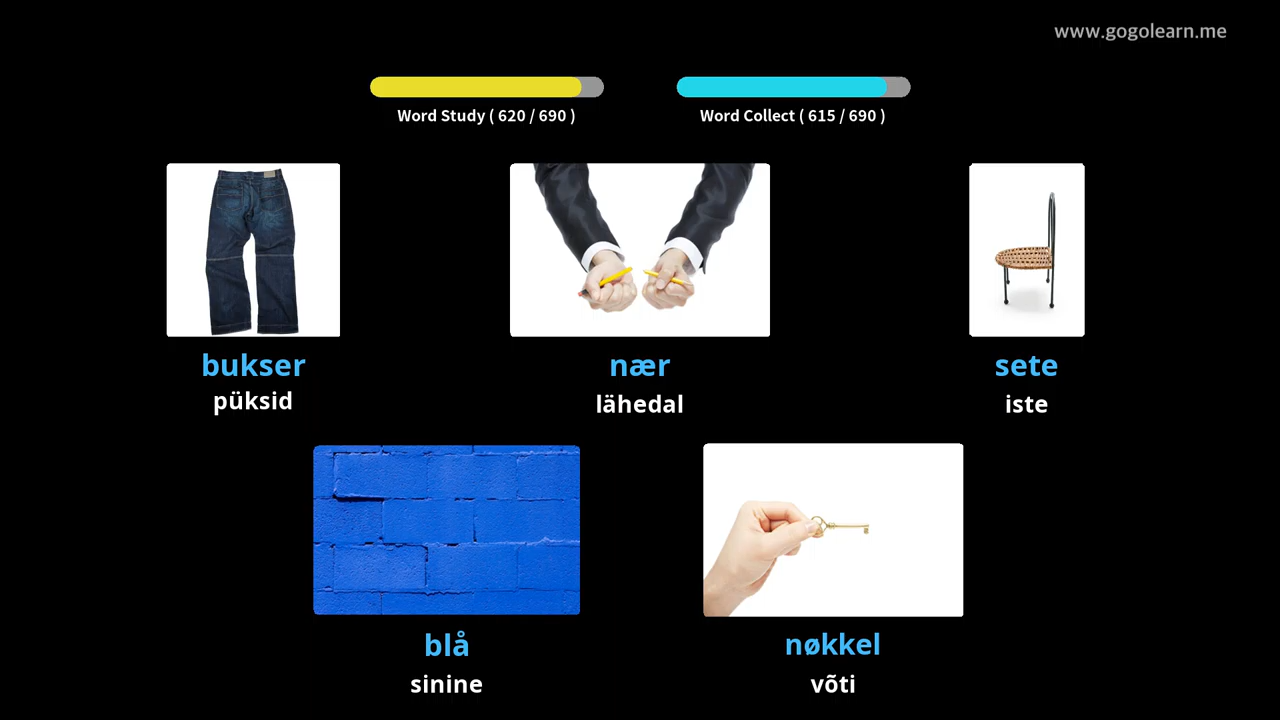 www.gogolearn.me
Word Study ( 620 / 690 )
Word Collect ( 615 / 690 )
bukser
püksid
nær
lähedal
sete
iste
blå
sinine
nøkkel
võti